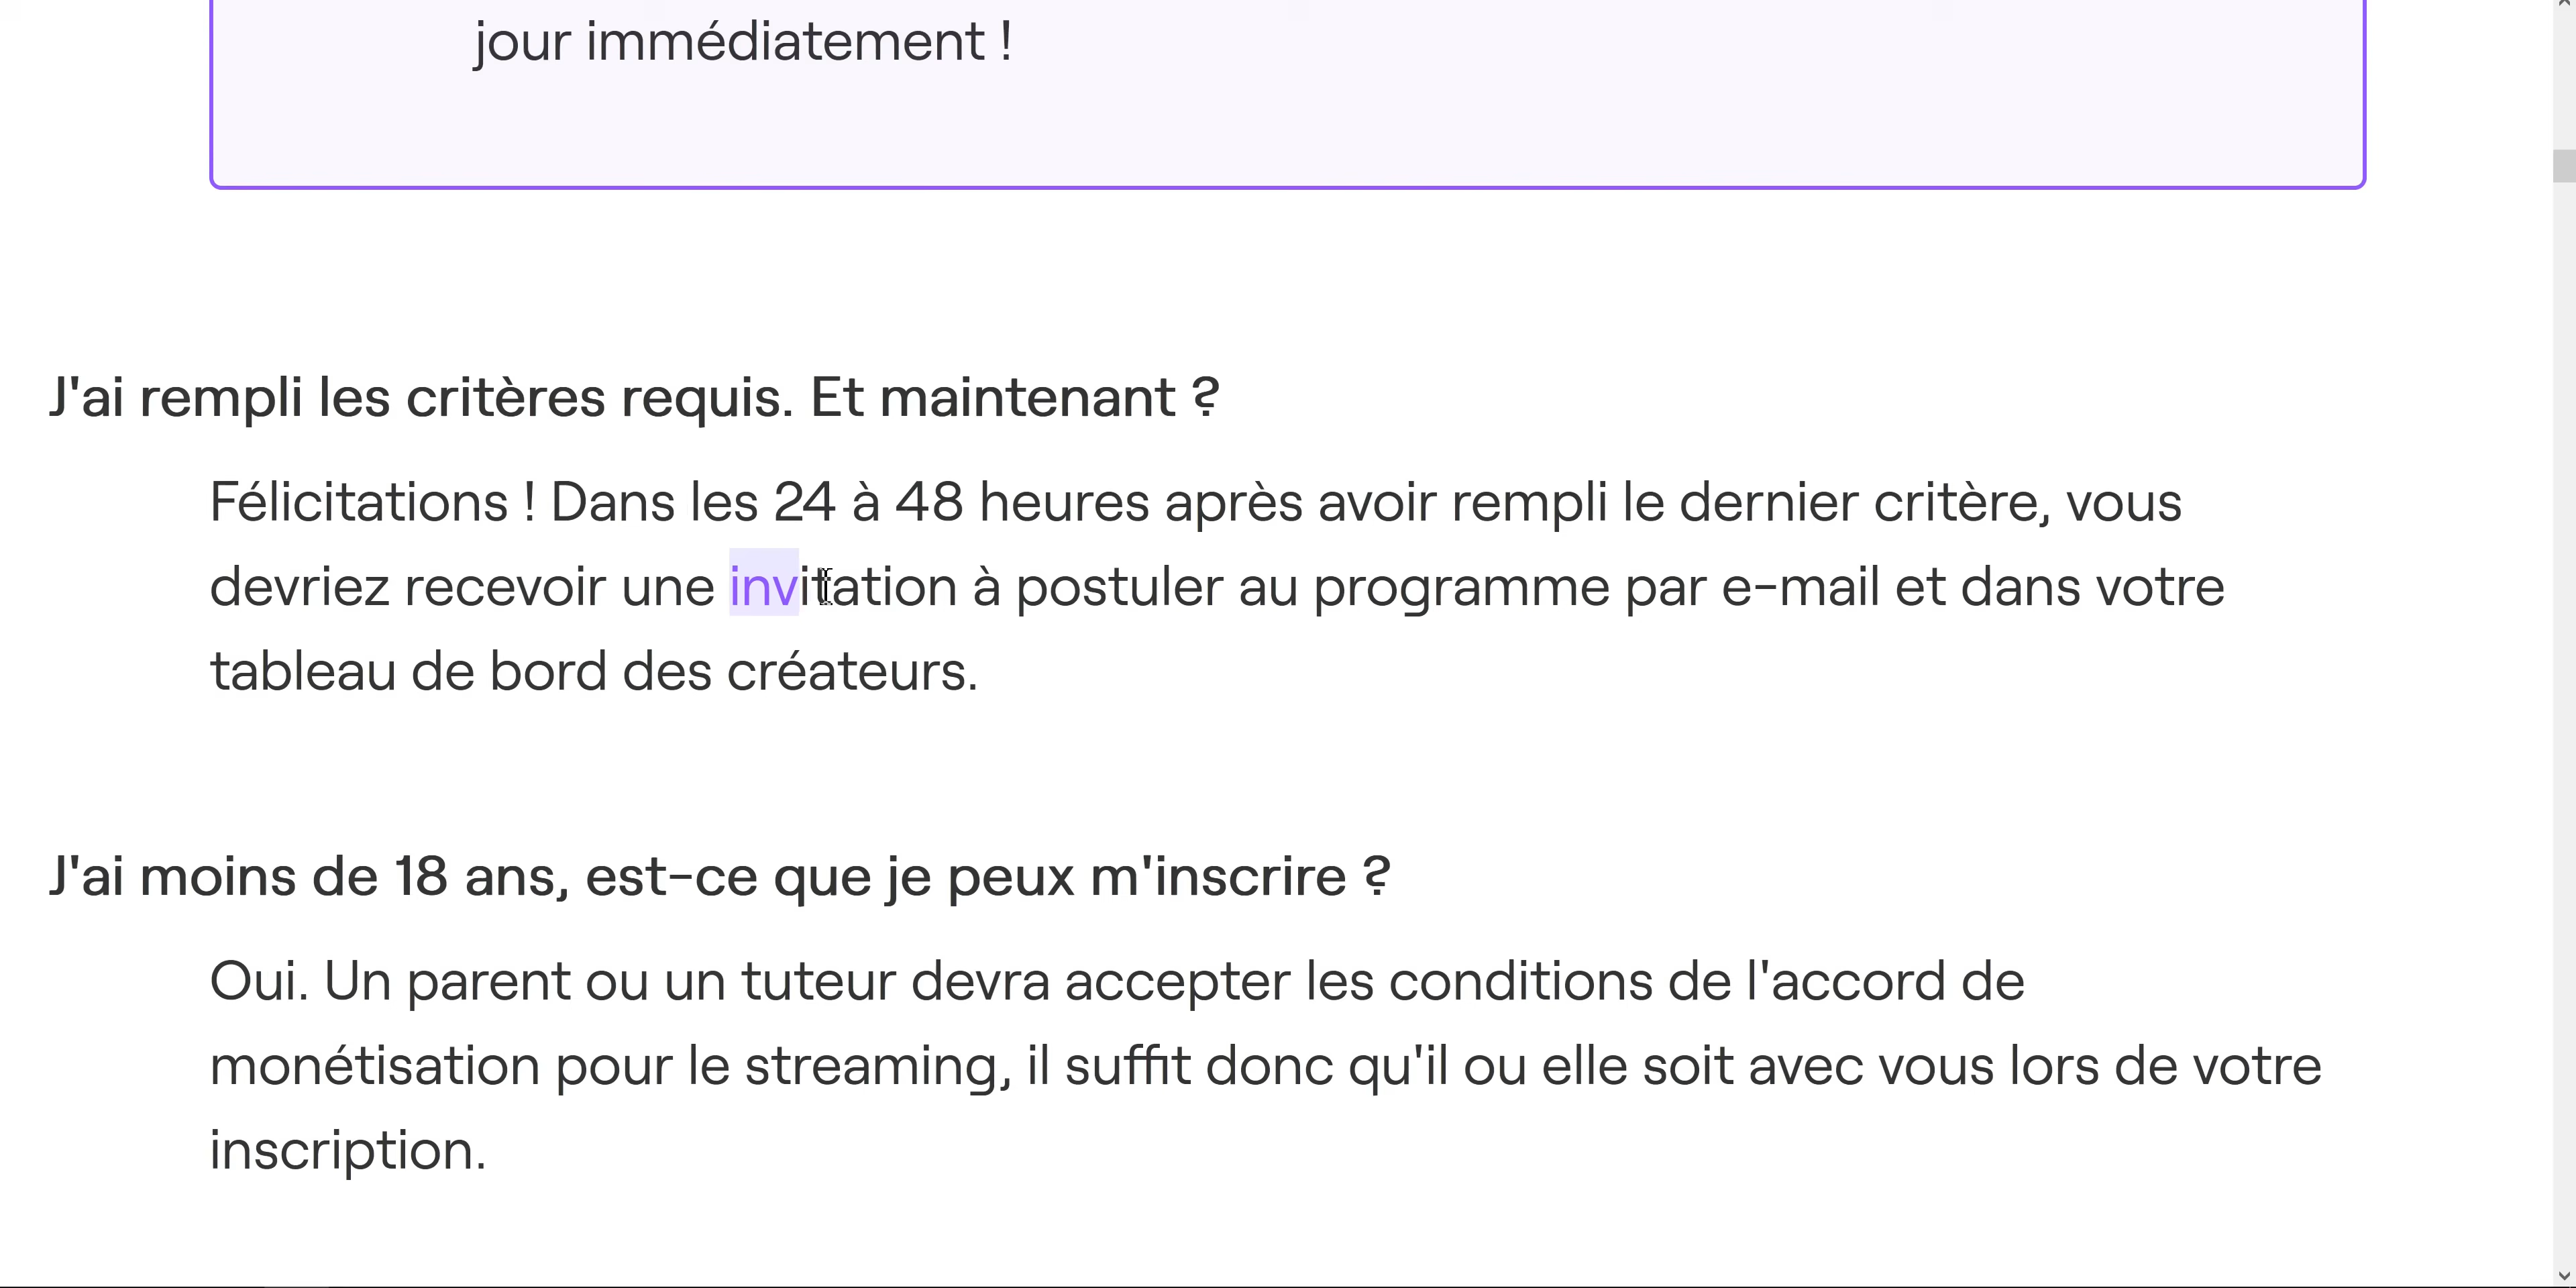 jour immédiatement !
J'ai rempli les critères requis. Et maintenant ?
Félicitations ! Dans les 24 à 48 heures après avoir rempli le dernier critère, vous
devriez recevoir une invitation à postuler au programme par e-mail et dans votre
tableau de bord des créateurs.
J'ai moins de 18 ans, est-ce que je peux m'inscrire ?
Oui. Un parent ou un tuteur devra accepter les conditions de l'accord de
monétisation pour le streaming, il suffit donc qu'il ou elle soit avec vous lors de votre
inscription.